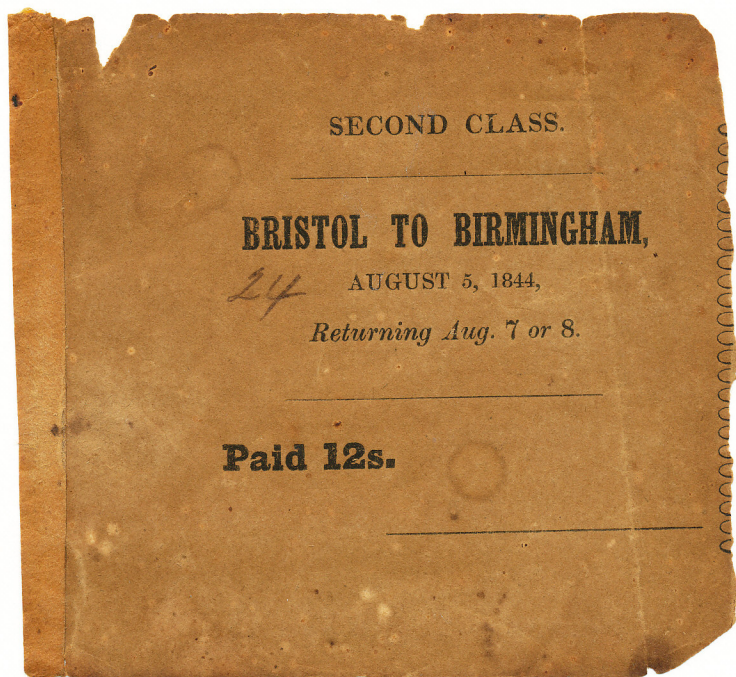 SECOND CLASS.
BRISTOL TO BIRMINGHAM,
24
AUGUST 5, 1844,
Returning Aug. 7 or 8.
Paid 12s.